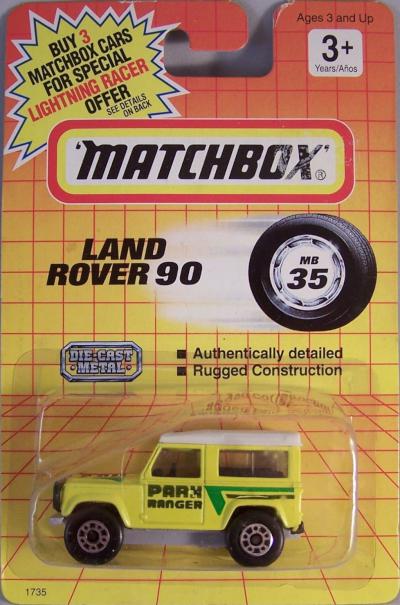 BUY 3
MATCHBOX CARS
FOR SPECIAL
LIGHTNING RACER
OFFER
SEE DETAILS
ON BACK
Ages 3 and Up
3+
Years/Años
'MATCHBOX'®
LAND
ROVER 90
MB
35
DIE-CAST
METAL
■ Authentically detailed
■ Rugged Construction
PARK
RANGER
1735